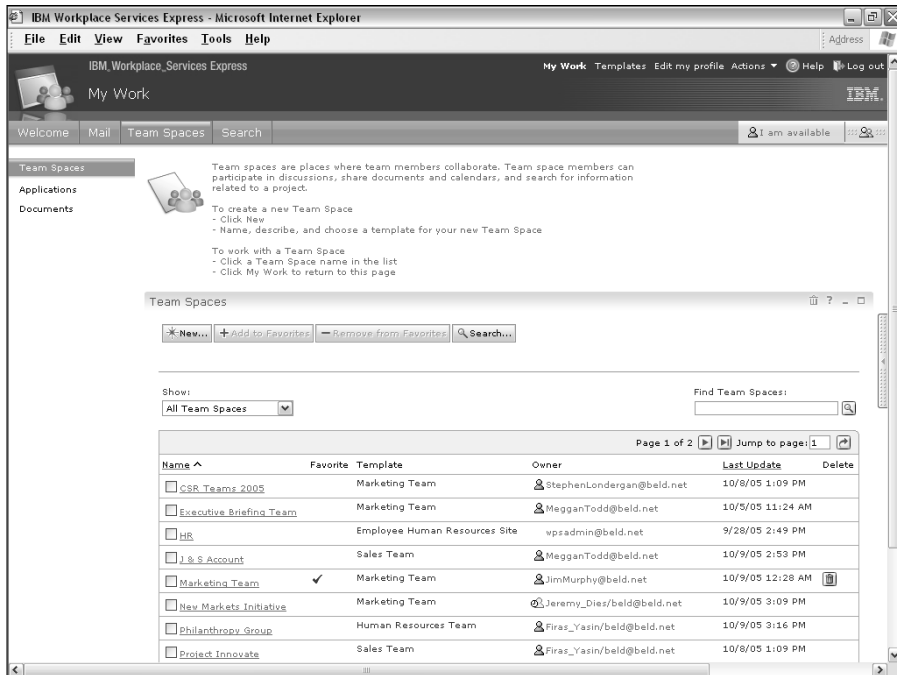 IBM Workplace Services Express - Microsoft Internet Explorer
File Edit View Favorites Tools Help
Address
IBM_Workplace_Services Express
My Work Templates Edit my profile Actions Help Log out
My Work
IBM.
Welcome Mail Team Spaces Search
I am available
Team Spaces
Applications
Documents
Team spaces are places where team members collaborate. Team space members can
participate in discussions, share documents and calendars, and search for information
related to a project.
To create a new Team Space
- Click New
- Name, describe, and choose a template for your new Team Space
To work with a Team Space
- Click a Team Space name in the list
- Click My Work to return to this page
Team Spaces
New... Add to Favorites Remove from Favorites Search...
Show:
All Team Spaces
Find Team Spaces:
Page 1 of 2 Jump to page: 1
Name Favorite Template Owner Last Update Delete
CSR Teams 2005 Marketing Team StephenLondergan@beld.net 10/8/05 1:09 PM
Executive Briefing Team Marketing Team MegganTodd@beld.net 10/5/05 11:24 AM
HR Employee Human Resources Site vpsadmin@beld.net 9/28/05 2:49 PM
J & S Account Sales Team MegganTodd@beld.net 10/9/05 2:53 PM
Marketing Team Marketing Team JimMurphy@beld.net 10/9/05 12:28 AM
New Markets Initiative Marketing Team Jeremy_Dies/beld@beld.net 10/9/05 3:09 PM
Philanthropy Group Human Resources Team Firas_Yasin/beld@beld.net 10/9/05 3:16 PM
Project Innovate Sales Team Firas_Yasin/beld@beld.net 10/8/05 1:09 PM